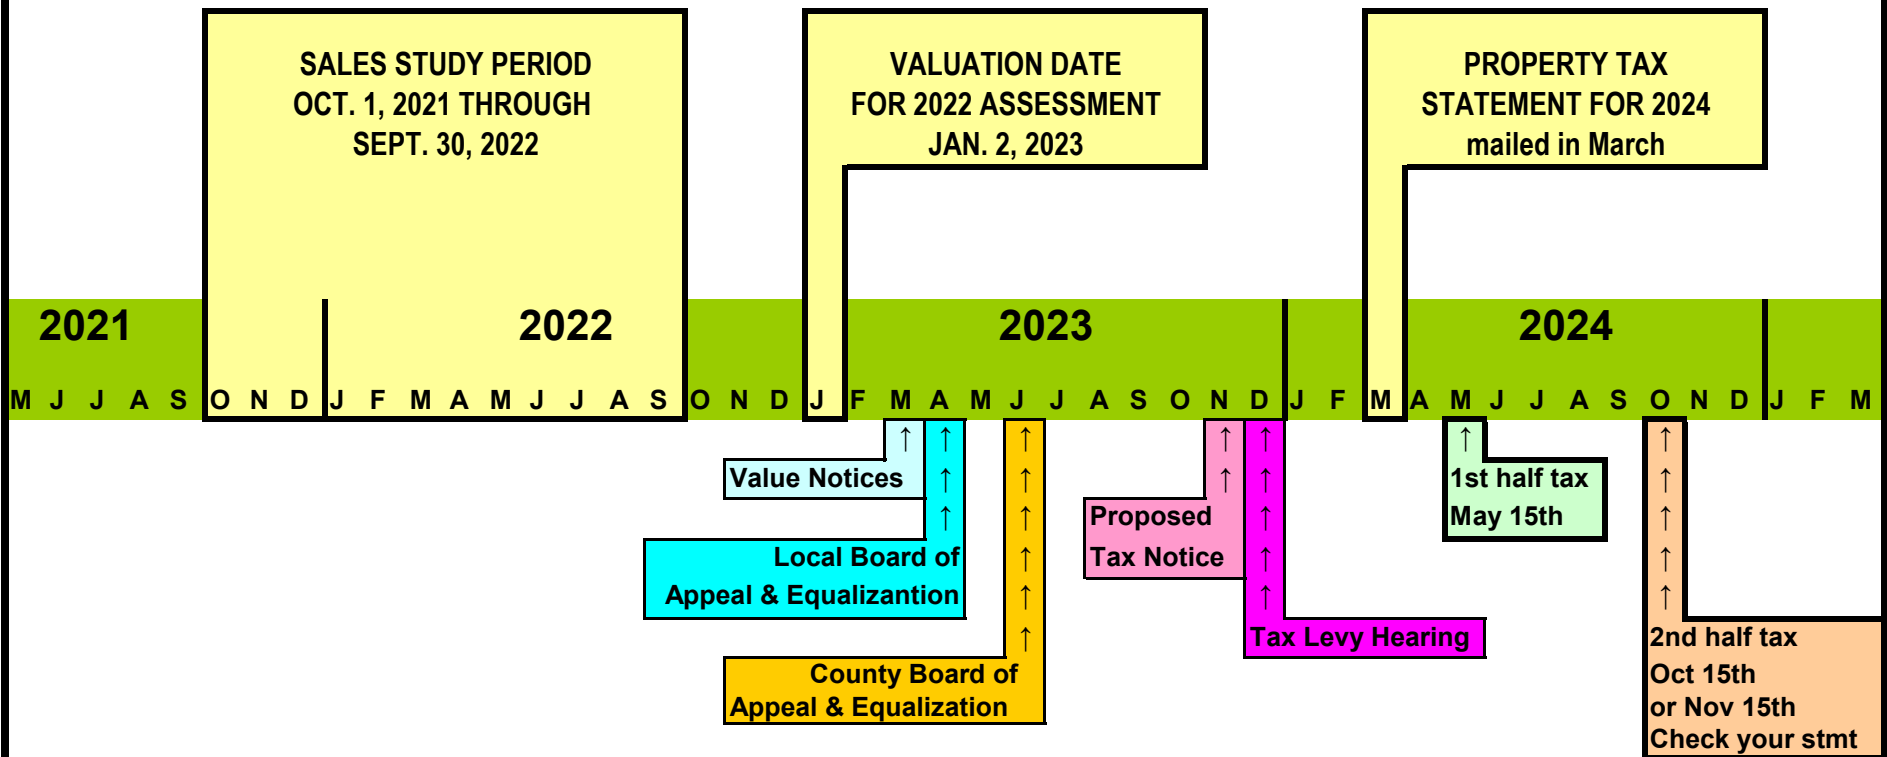 SALES STUDY PERIOD
OCT. 1, 2021 THROUGH
SEPT. 30, 2022
VALUATION DATE
FOR 2022 ASSESSMENT
JAN. 2, 2023
PROPERTY TAX
STATEMENT FOR 2024
mailed in March
2021 2022 2023 2024
M J J A S O N D J F M A M J J A S O N D J F M A M J J A S O N D J F M A M J J A S O N D J F M
↑ ↑ ↑ ↑ ↑ ↑ ↑
Value Notices ↑ ↑ ↑ ↑ 1st half tax ↑
↑ ↑ Proposed ↑ May 15th ↑
Local Board of ↑ Tax Notice ↑ ↑
Appeal & Equalizantion ↑ ↑ ↑
↑ Tax Levy Hearing 2nd half tax
County Board of Oct 15th
Appeal & Equalization or Nov 15th
Check your stmt